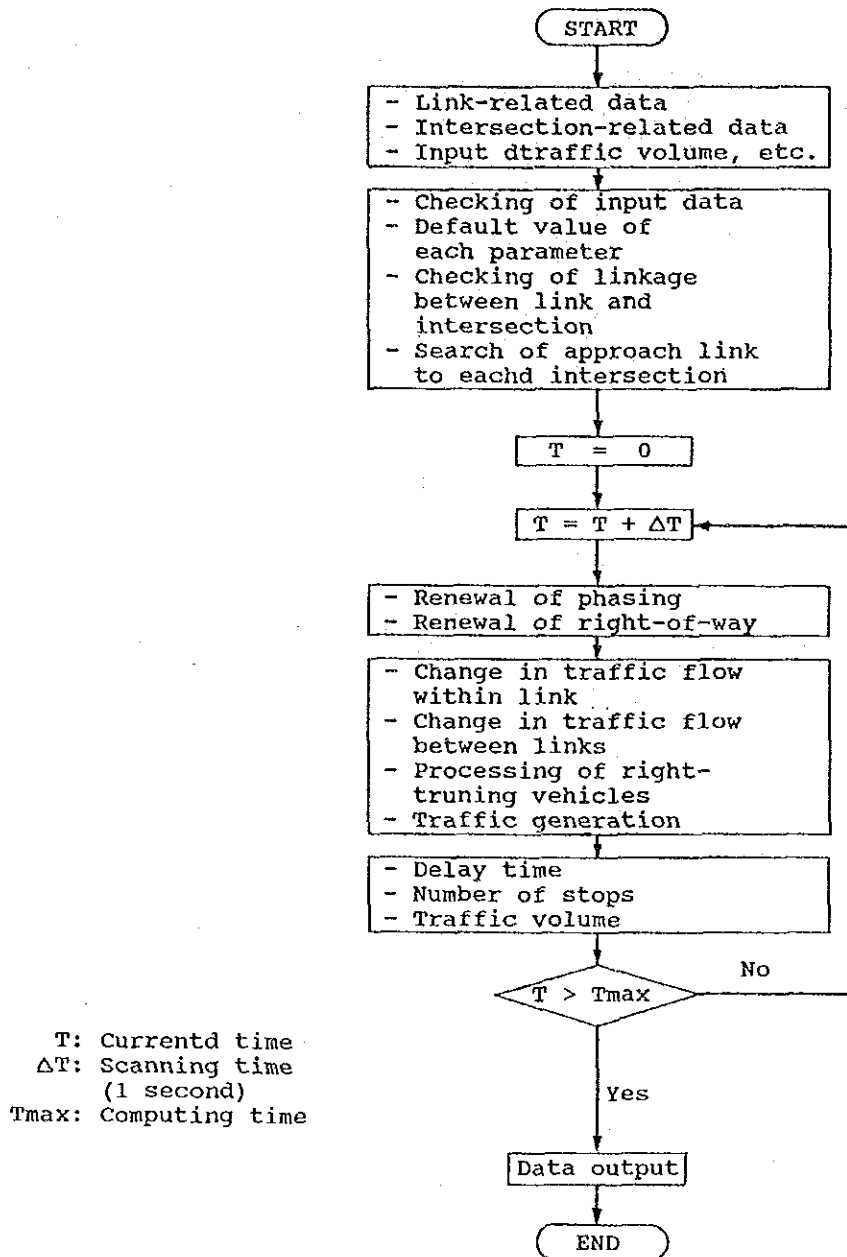 START
- Link-related data
- Intersection-related data
- Input dtraffic volume, etc.
- Checking of input data
- Default value of
each parameter
- Checking of linkage
between link and
intersection
- Search of approach link
to eachd intersection
T = 0
T = T + ΔT
- Renewal of phasing
- Renewal of right-of-way
- Change in traffic flow
within link
- Change in traffic flow
between links
- Processing of right-
truning vehicles
- Traffic generation
- Delay time
- Number of stops
- Traffic volume
No
T > Tmax
T: Currentd time
ΔT: Scanning time
(1 second)
Tmax: Computing time
Yes
Data output
END